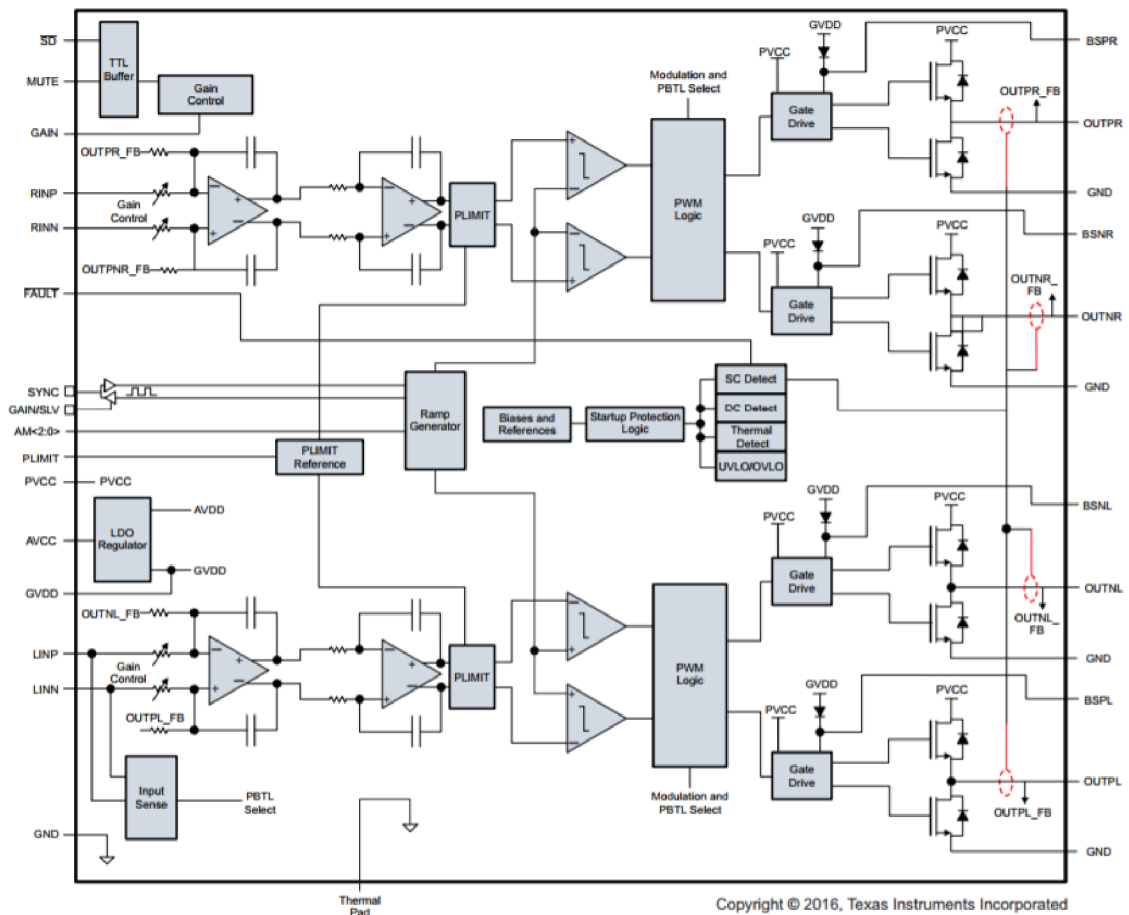 SD
MUTE
GAIN
TTL
Buffer
Gain
Control
OUTPR_FB
RINP
Gain
Control
RINN
OUTPNR_FB
FAULT
−
+
+
−
−
+
+
−
PLIMIT
+
−
−
+
Modulation and
PBTL Select
PWM
Logic
PVCC
GVDD
Gate
Drive
PVCC
OUTPR_FB
BSPR
OUTPR
GND
PVCC
GVDD
Gate
Drive
PVCC
OUTNR_
FB
BSNR
OUTNR
GND
SYNC
GAIN/SLV
AM<2:0>
PLIMIT
PVCC
PVCC
PLIMIT
Reference
Ramp
Generator
Biases and
References
Startup Protection
Logic
SC Detect
DC Detect
Thermal
Detect
UVLO/OVLO
AVCC
LDO
Regulator
AVDD
GVDD
GVDD
OUTNL_FB
LINP
Gain
Control
LINN
OUTPL_FB
−
+
−
+
−
+
+
−
PLIMIT
−
+
+
−
PWM
Logic
Modulation and
PBTL Select
Input
Sense
PBTL
Select
GND
Thermal
Pad
PVCC
GVDD
Gate
Drive
PVCC
BSNL
OUTNL
OUTNL_
FB
GND
PVCC
GVDD
Gate
Drive
PVCC
BSPL
OUTPL
OUTPL_FB
GND
Copyright © 2016, Texas Instruments Incorporated